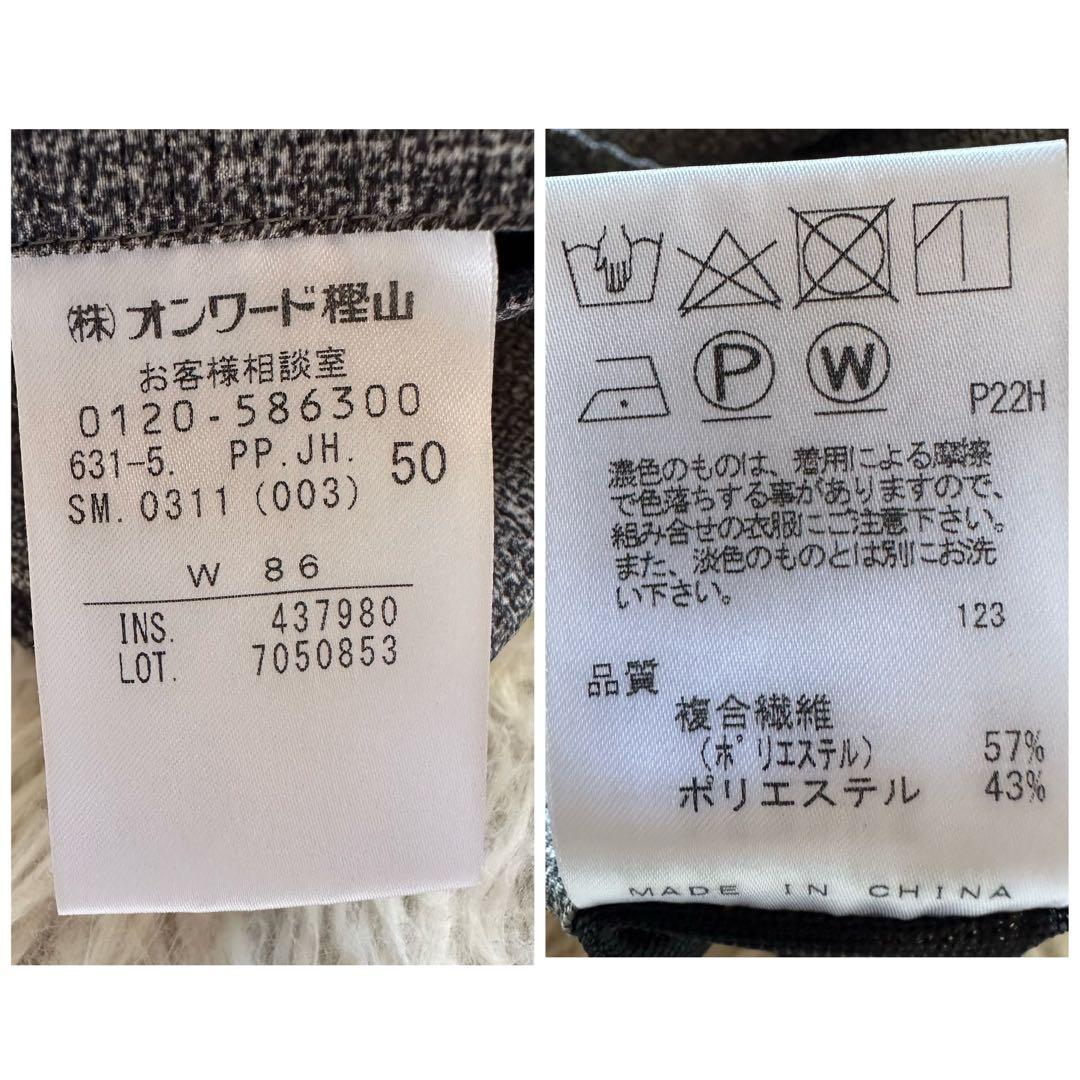 ㈱オンワード樫山
お客様相談室
0120-586300
631-5. PP.JH. 50
SM.0311 (003)
W 86
INS. 437980
LOT. 7050853
P
W
P22H
濃色のものは、着用による摩擦
で色落ちする事がありますので、
組み合せの衣服にご注意下さい。
また、淡色のものとは別にお洗
い下さい。
123
品質
複合繊維
(ポリエステル) 57%
ポリエステル 43%
MADE IN CHINA